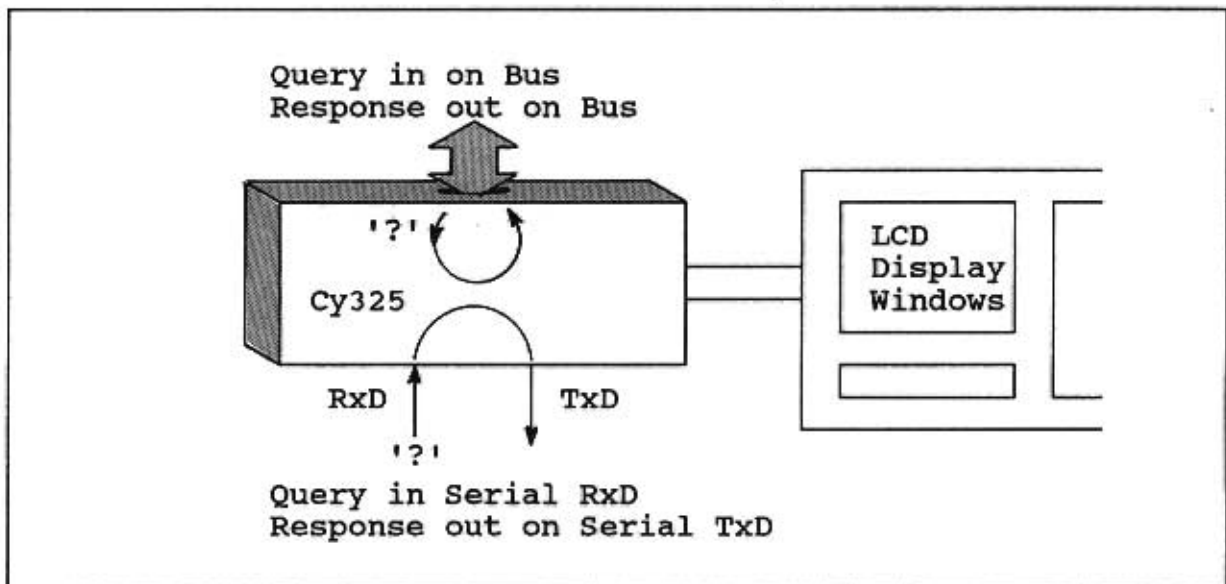 Query in on Bus
Response out on Bus
'?'
Cy325
LCD
Display
Windows
RxD
TxD
'?'
Query in Serial RxD
Response out on Serial TxD